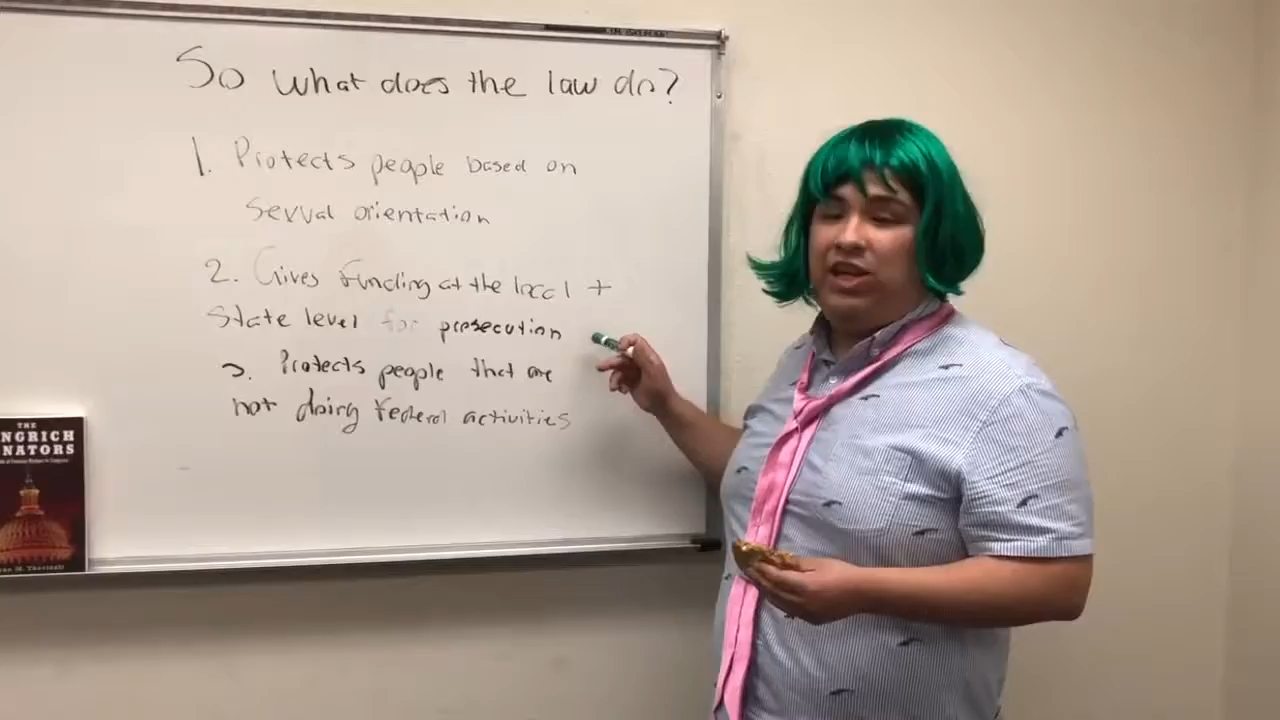 So what does the law do?
1. Protects people based on
Sexual orientation
2. Gives funding at the local +
State level for prosecution
3. Protects people that are
not doing federal activities
THE
NGRICH
NATORS